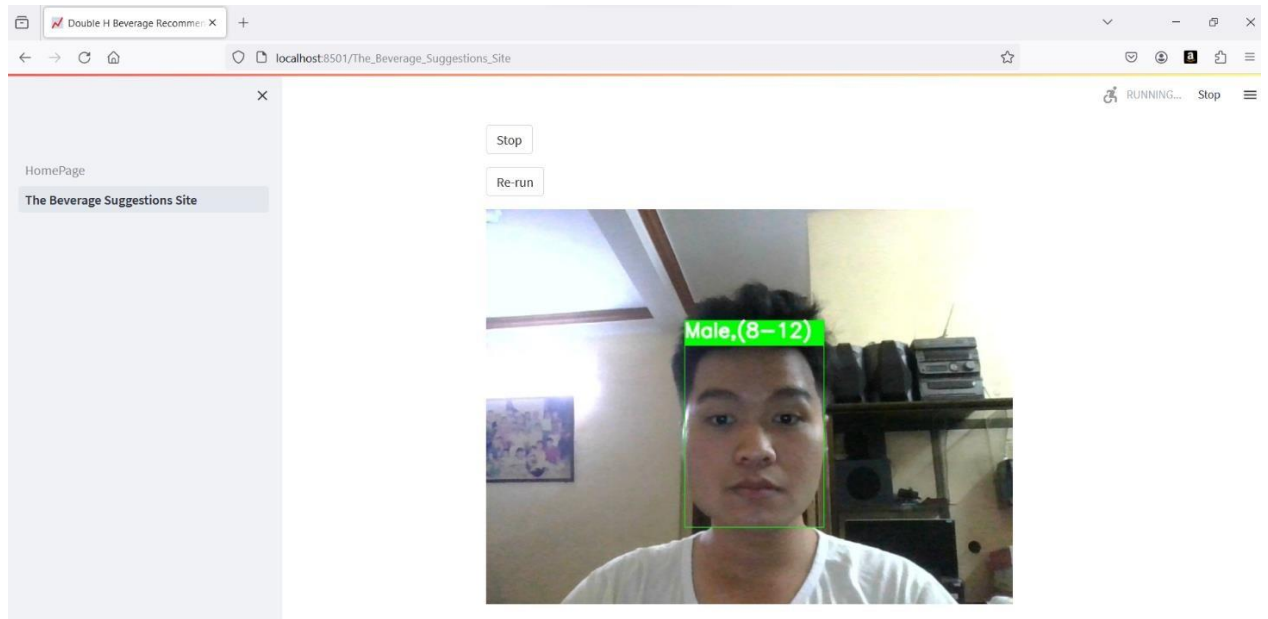 Double H Beverage Recommen
localhost:8501/The_Beverage_Suggestions_Site
RUNNING...
Stop
HomePage
The Beverage Suggestions Site
Stop
Re-run
Male,(8-12)